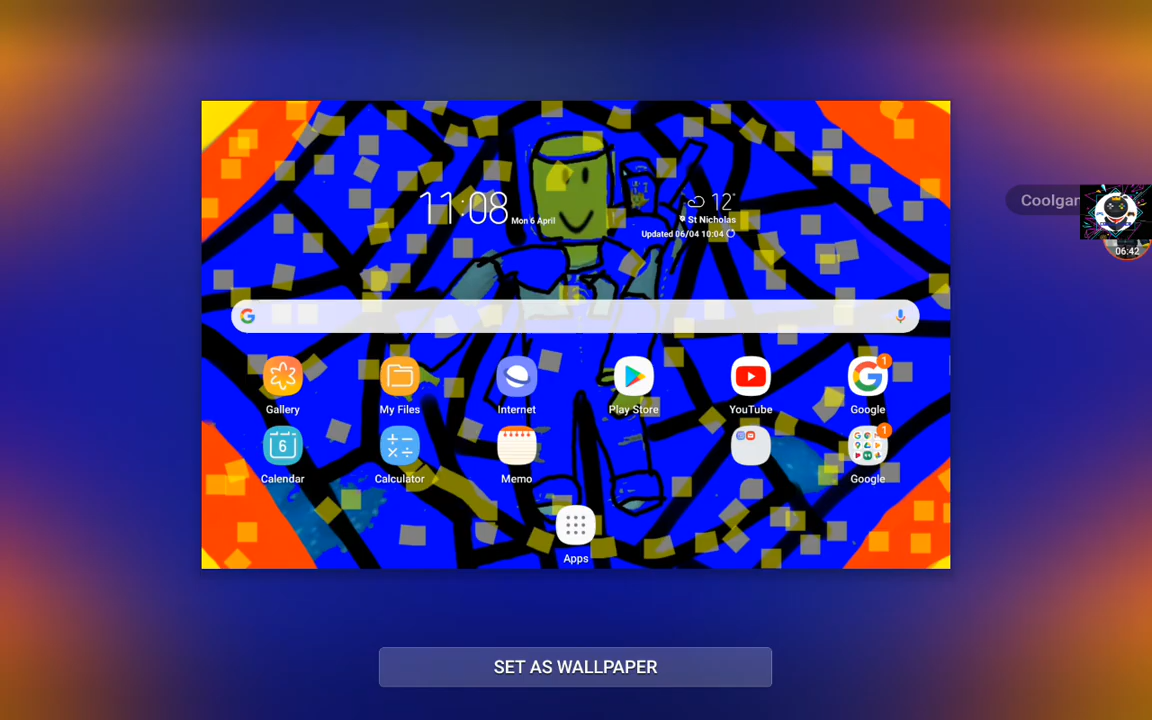 11:08
Mon 6 April
12°
St Nicholas
Updated 06/04 10:04
Coolgar
06:42
G
1
Gallery
My Files
Internet
Play Store
YouTube
Google
6
1
Calendar
Calculator
Memo
Google
Apps
SET AS WALLPAPER